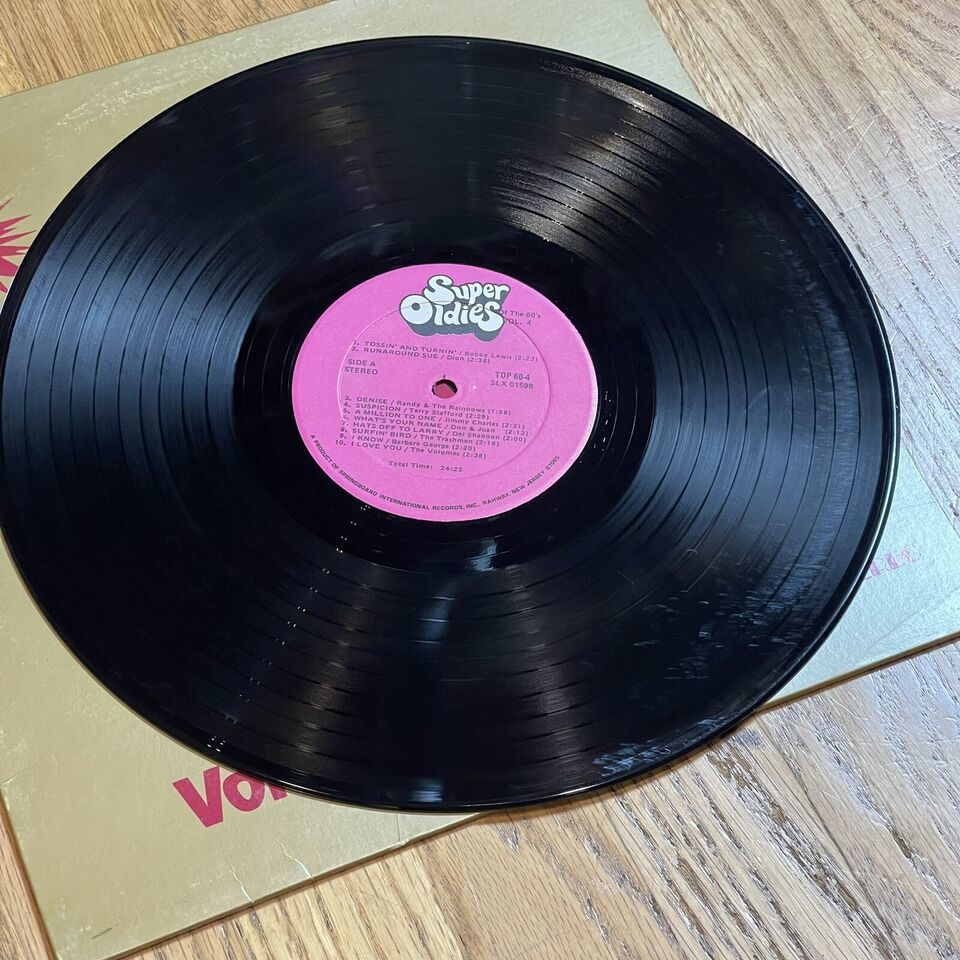 Super
Oldies
of The 60's
VOL. 4
1. TOSSIN' AND TURNIN' / Bobby Lewis (2:23)
2. RUNAROUND SUE / Dion (2:36)
SIDE A
STEREO
TOP 60-4
SLX 01598
3. DENISE / Randy & The Rainbows (1:58)
4. SUSPICION / Terry Stafford (2:29)
5. A MILLION TO ONE / Jimmy Charles (2:31)
6. WHAT'S YOUR NAME / Don & Juan (2:12)
7. HATS OFF TO LARRY / Del Shannon (2:00)
8. SURFIN' BIRD / The Trashmen (2:18)
9. I KNOW / Barbara George (2:20)
10. I LOVE YOU / The Volumes (2:38)
Total Time: 24:25
A PRODUCT OF SPRINGBOARD INTERNATIONAL RECORDS, INC., RAHWAY, NEW JERSEY 07065
Vol